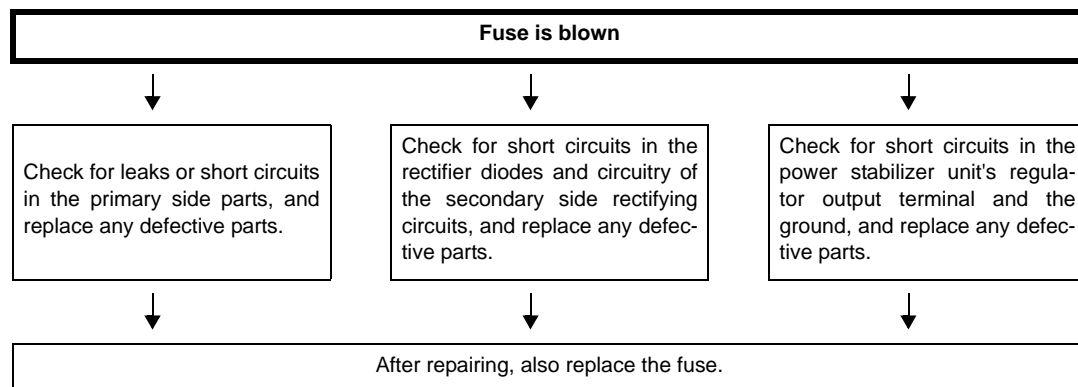 Fuse is blown
Check for leaks or short circuits
in the primary side parts, and
replace any defective parts.
Check for short circuits in the
rectifier diodes and circuitry of
the secondary side rectifying
circuits, and replace any defec-
tive parts.
Check for short circuits in the
power stabilizer unit's regula-
tor output terminal and the
ground, and replace any defec-
tive parts.
After repairing, also replace the fuse.